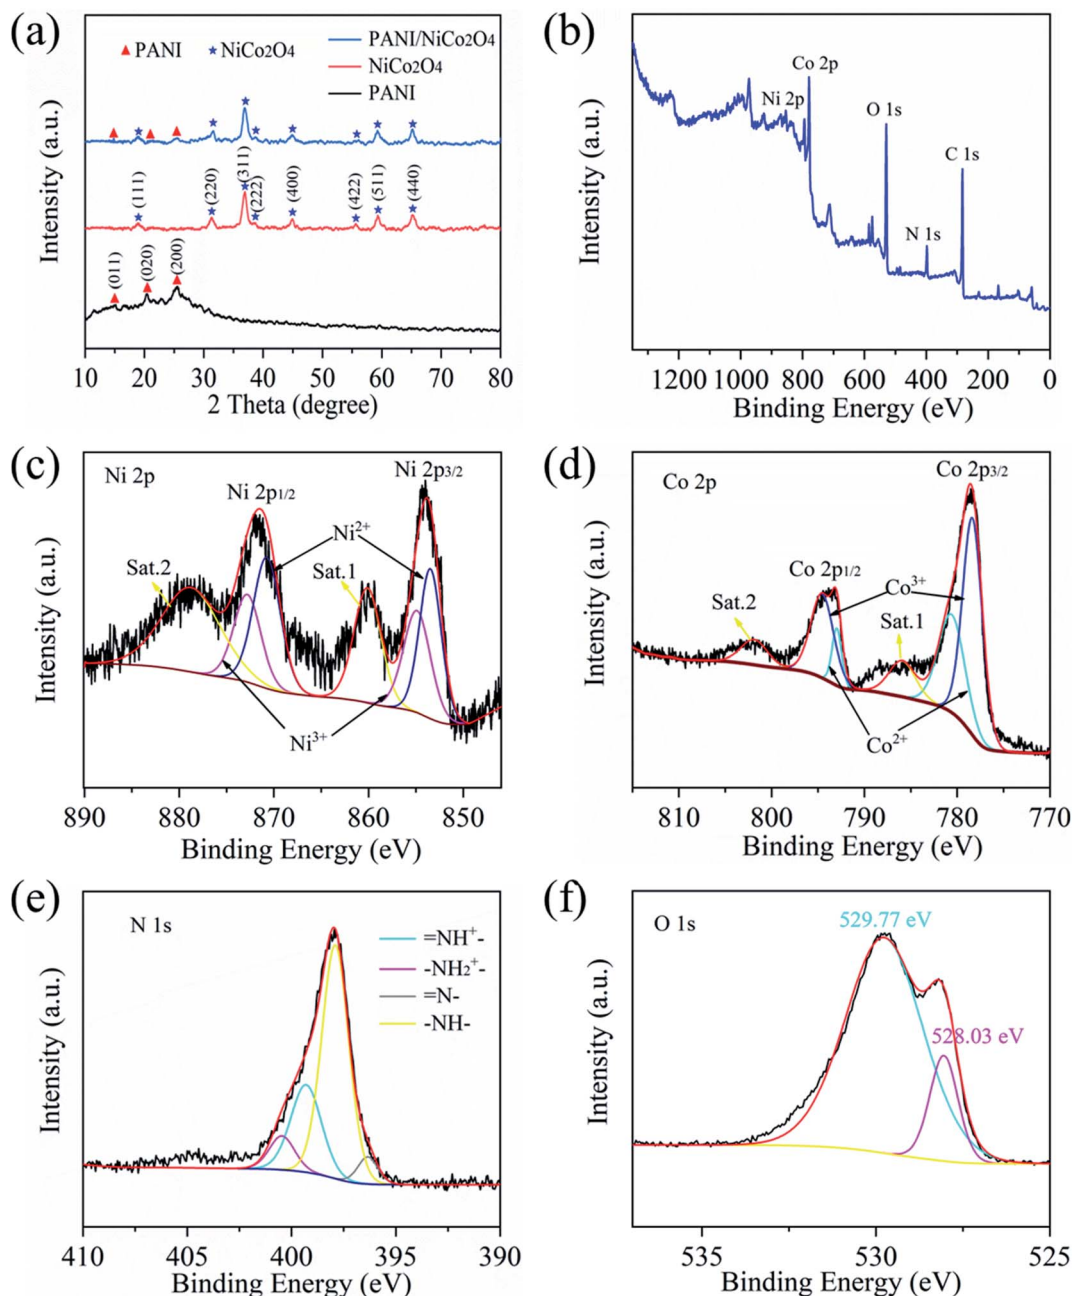 (a)
PANI
NiCo2O4
PANI/NiCo2O4
NiCo2O4
PANI
(111)
(220)
(311)
(222)
(400)
(422)
(511)
(440)
(011)
(020)
(200)
10 20 30 40 50 60 70 80
2 Theta (degree)
Intensity (a.u.)
(b)
Ni 2p
Co 2p
O 1s
N 1s
C 1s
1200 1000 800 600 400 200 0
Binding Energy (eV)
Intensity (a.u.)
(c)
Ni 2p
Ni 2p3/2
Ni 2p1/2
Ni2+
Sat.2
Sat.1
Ni3+
890 880 870 860 850
Binding Energy (eV)
Intensity (a.u.)
(d)
Co 2p
Co 2p3/2
Co 2p1/2
Co3+
Sat.2
Sat.1
Co2+
810 800 790 780 770
Binding Energy (eV)
Intensity (a.u.)
(e)
N 1s
=NH+-
-NH2+-
=N-
-NH-
410 405 400 395 390
Binding Energy (eV)
Intensity (a.u.)
(f)
O 1s
529.77 eV
528.03 eV
535 530 525
Binding Energy (eV)
Intensity (a.u.)